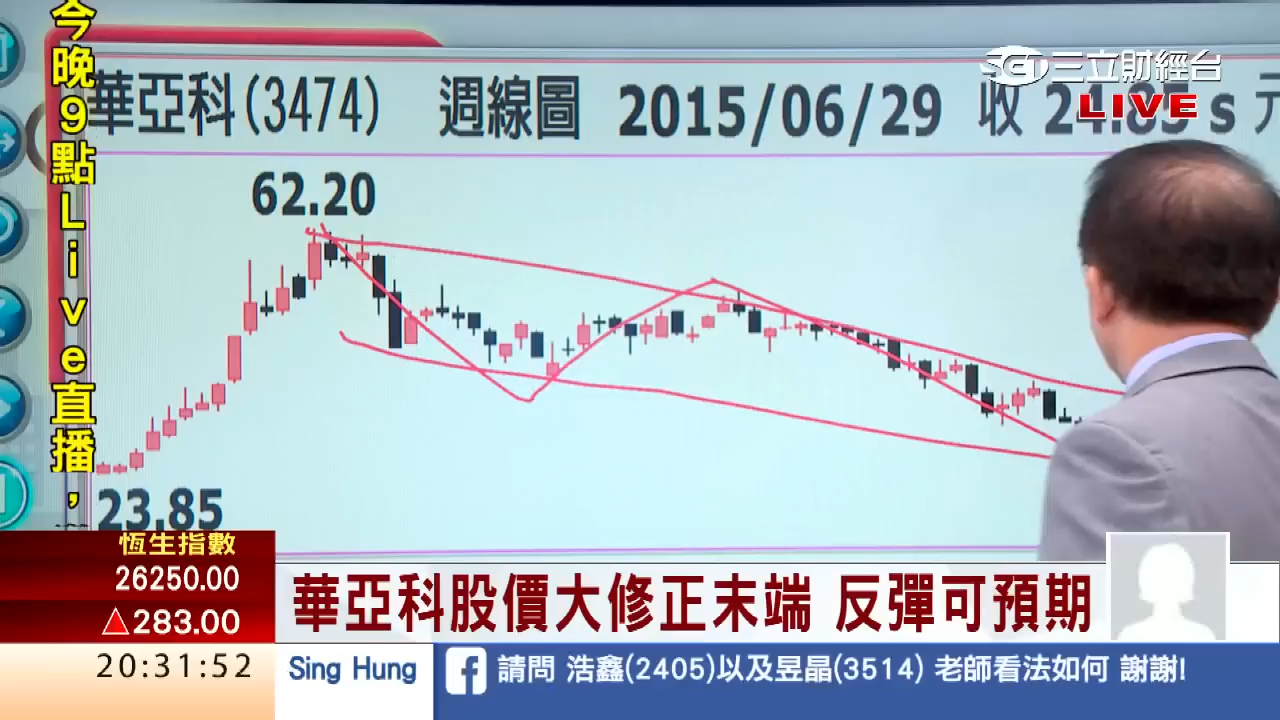 今晚9點Live直播，
三立財經台
LIVE
華亞科(3474) 週線圖 2015/06/29 收 24.85 s 元
62.20
23.85
恆生指數
26250.00
▲283.00
華亞科股價大修正末端 反彈可預期
20:31:52
Sing Hung
請問 浩鑫(2405)以及昱晶(3514) 老師看法如何 謝謝!